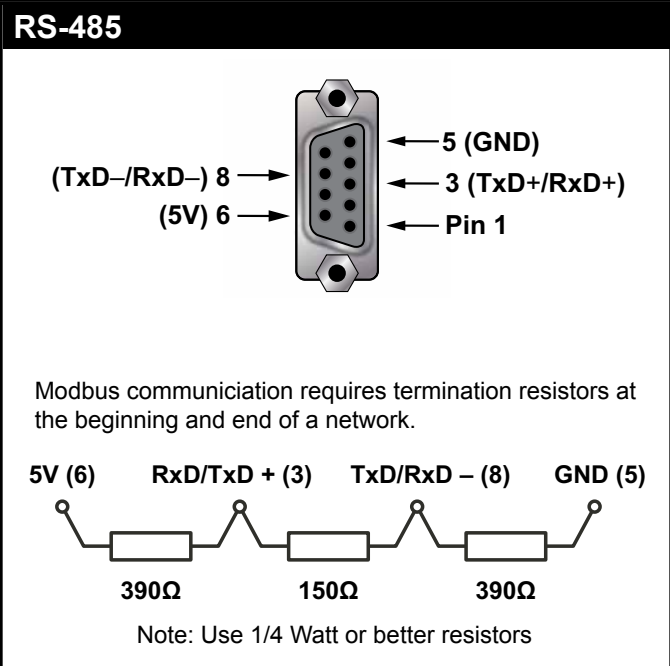 RS-485
5 (GND)
(TxD–/RxD–) 8
3 (TxD+/RxD+)
(5V) 6
Pin 1
Modbus communiciation requires termination resistors at
the beginning and end of a network.
5V (6) RxD/TxD + (3) TxD/RxD – (8) GND (5)
390Ω 150Ω 390Ω
Note: Use 1/4 Watt or better resistors